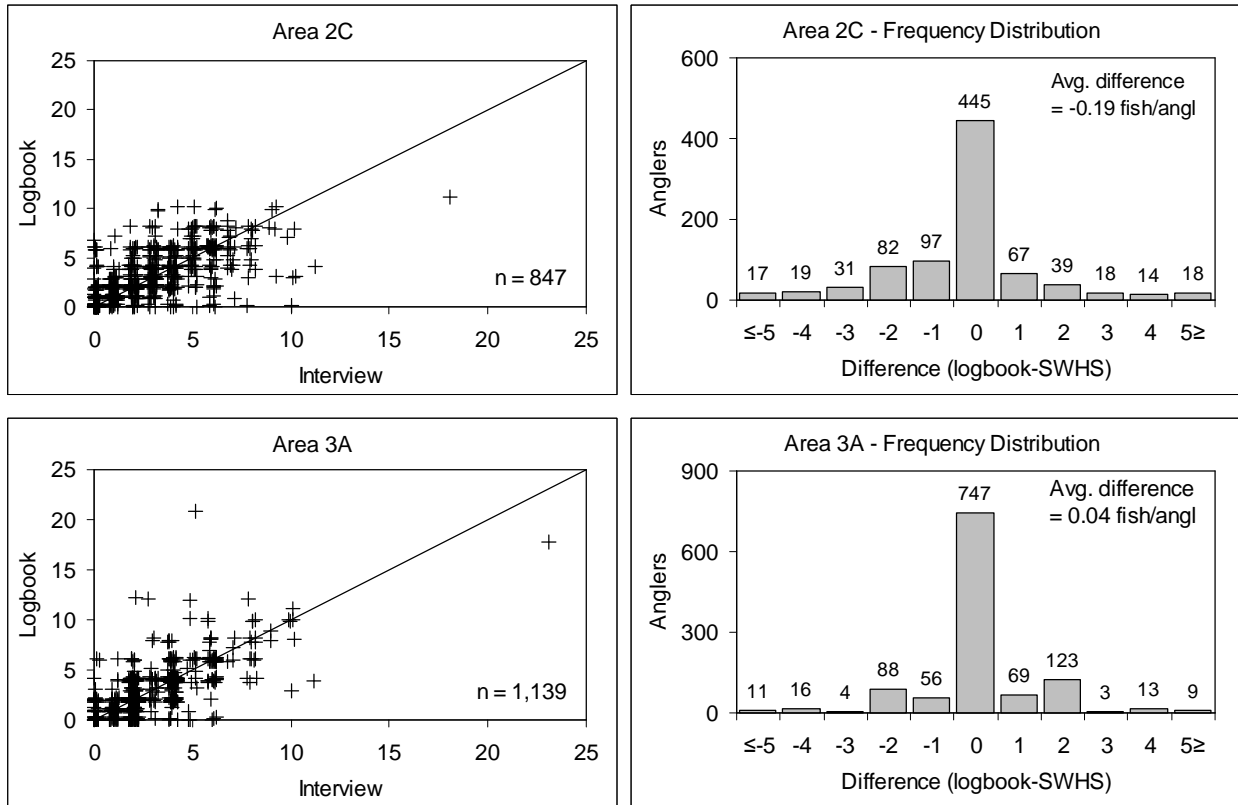 Area 2C
25
20
15
10
5
0
Logbook
n = 847
0 5 10 15 20 25
Interview
Area 2C - Frequency Distribution
600
400
200
0
Anglers
Avg. difference
= -0.19 fish/angl
17 19 31 82 97 445 67 39 18 14 18
≤-5 -4 -3 -2 -1 0 1 2 3 4 5≥
Difference (logbook-SWHS)
Area 3A
25
20
15
10
5
0
Logbook
n = 1,139
0 5 10 15 20 25
Interview
Area 3A - Frequency Distribution
900
600
300
0
Anglers
Avg. difference
= 0.04 fish/angl
11 16 4 88 56 747 69 123 3 13 9
≤-5 -4 -3 -2 -1 0 1 2 3 4 5≥
Difference (logbook-SWHS)